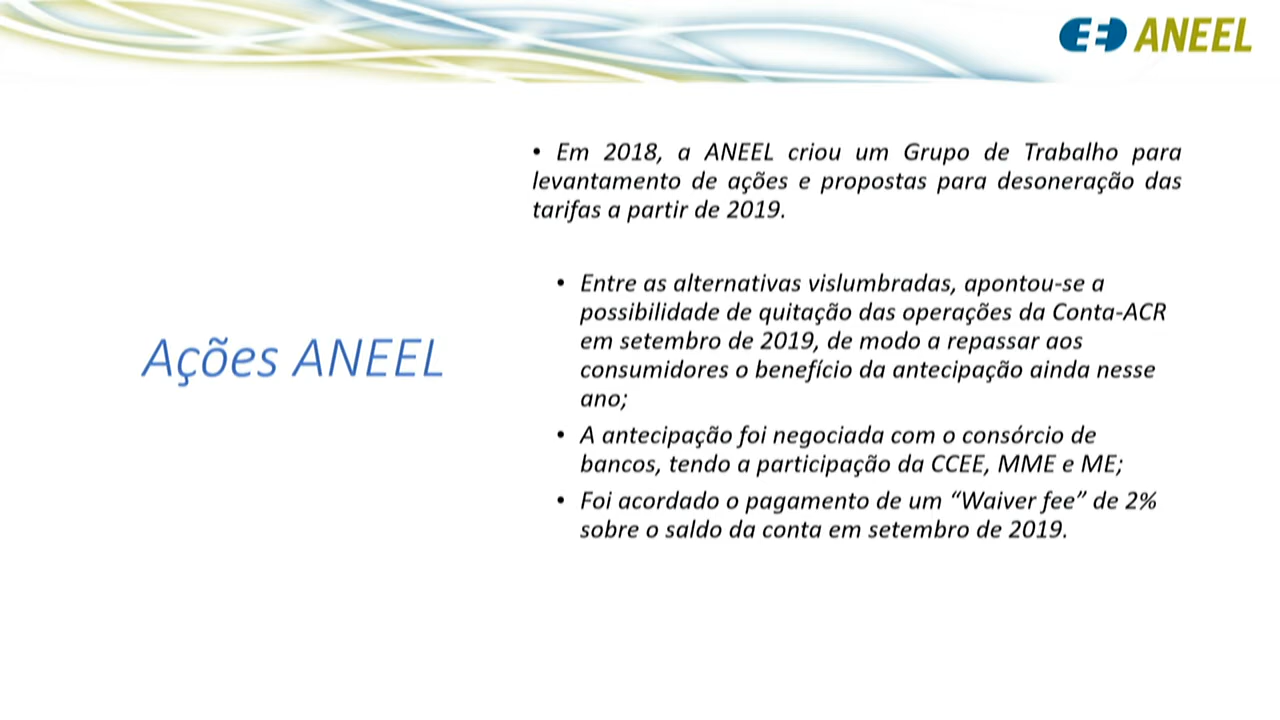 ANEEL
• Em 2018, a ANEEL criou um Grupo de Trabalho para
levantamento de ações e propostas para desoneração das
tarifas a partir de 2019.
Ações ANEEL
• Entre as alternativas vislumbradas, apontou-se a
possibilidade de quitação das operações da Conta-ACR
em setembro de 2019, de modo a repassar aos
consumidores o benefício da antecipação ainda nesse
ano;
• A antecipação foi negociada com o consórcio de
bancos, tendo a participação da CCEE, MME e ME;
• Foi acordado o pagamento de um “Waiver fee” de 2%
sobre o saldo da conta em setembro de 2019.